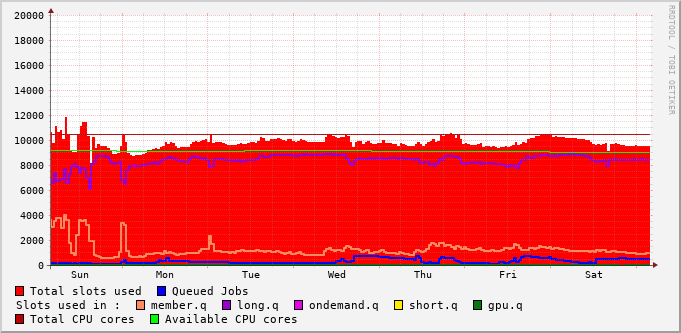 RRDTOOL / TOBI OETIKER
20000
18000
16000
14000
12000
10000
8000
6000
4000
2000
0
Sun Mon Tue Wed Thu Fri Sat
Total slots used Queued Jobs
Slots used in : member.q long.q ondemand.q short.q gpu.q
Total CPU cores Available CPU cores